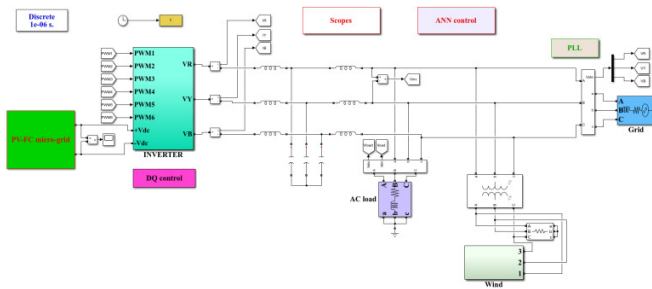 Discrete
1e-06 s.
Scopes
ANN control
PLL
PWM1
PWM2
PWM3
PWM4
PWM5
PWM6
+Vdc
-Vdc
VR
VY
VB
INVERTER
PV-FC micro-grid
DQ control
AC load
A
B
C
a
b
c
A
B
C
Grid
3
2
1
Wind